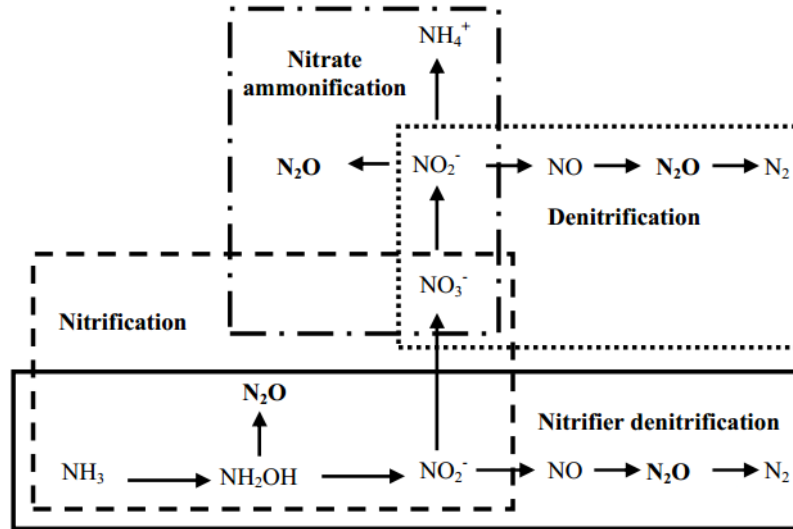 NH₄⁺
Nitrate
ammonification
N₂O NO₂⁻ NO N₂O N₂
Denitrification
NO₃⁻
Nitrification
N₂O
Nitrifier denitrification
NH₃ NH₂OH NO₂⁻ NO N₂O N₂